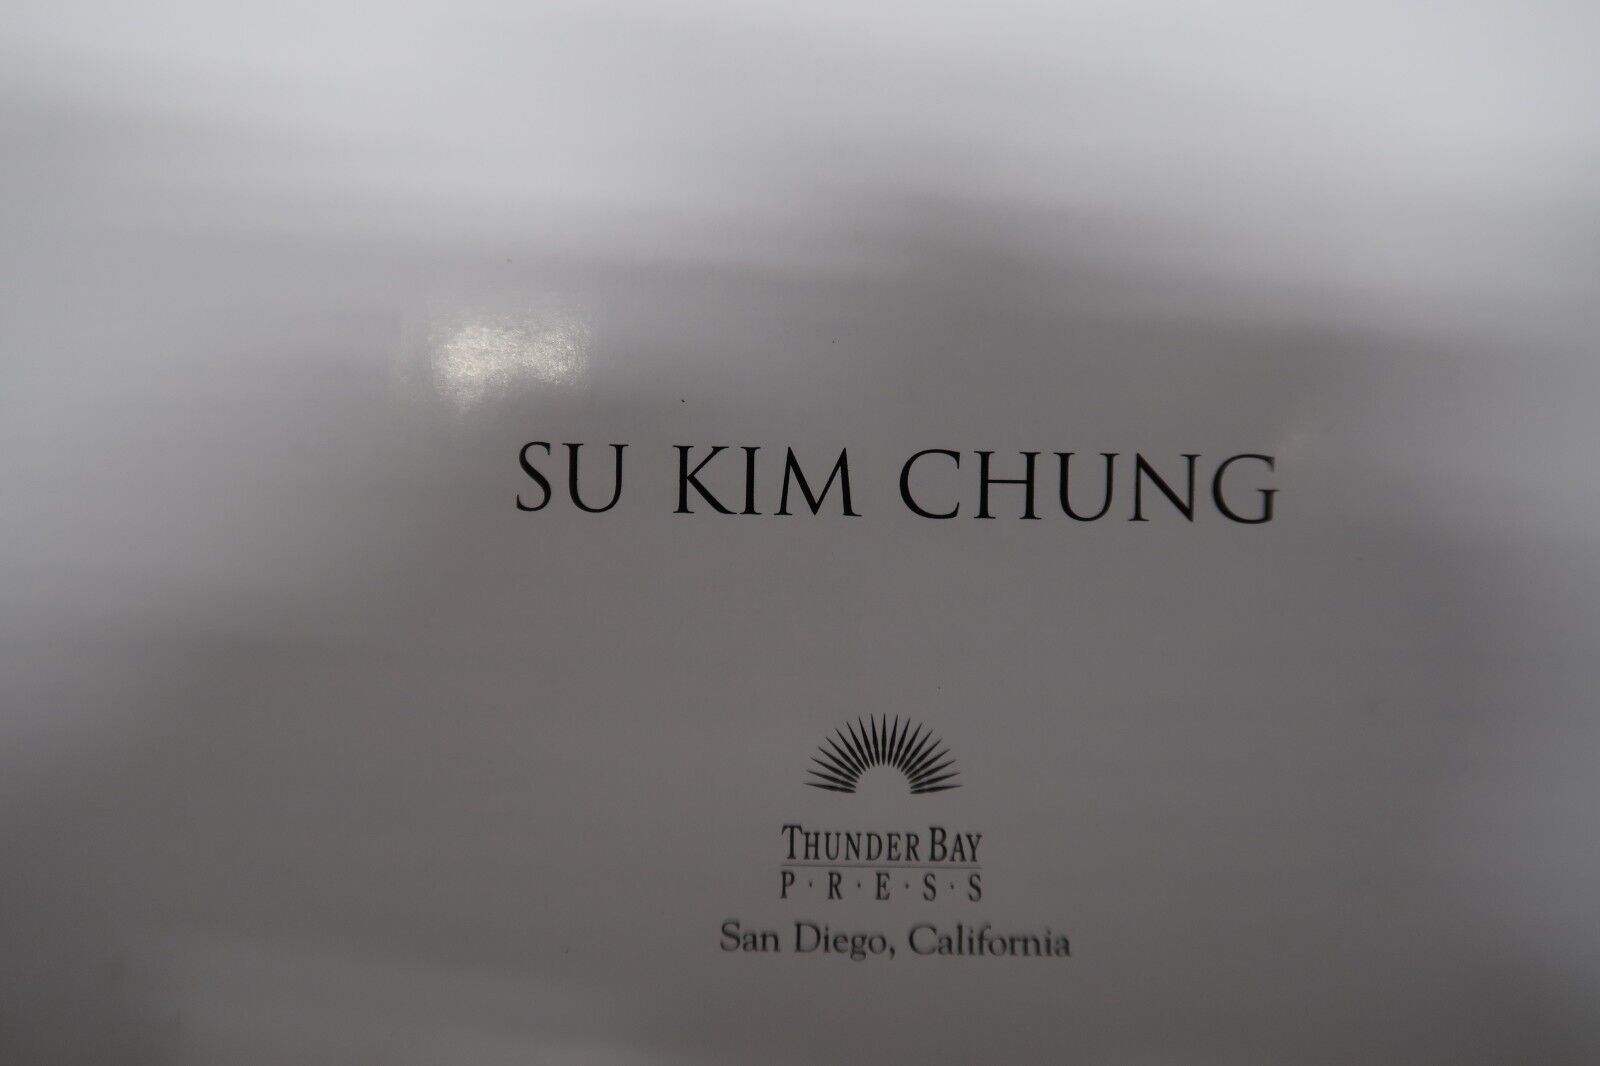 SU KIM CHUNG
THUNDER BAY
P · R · E · S · S
San Diego, California